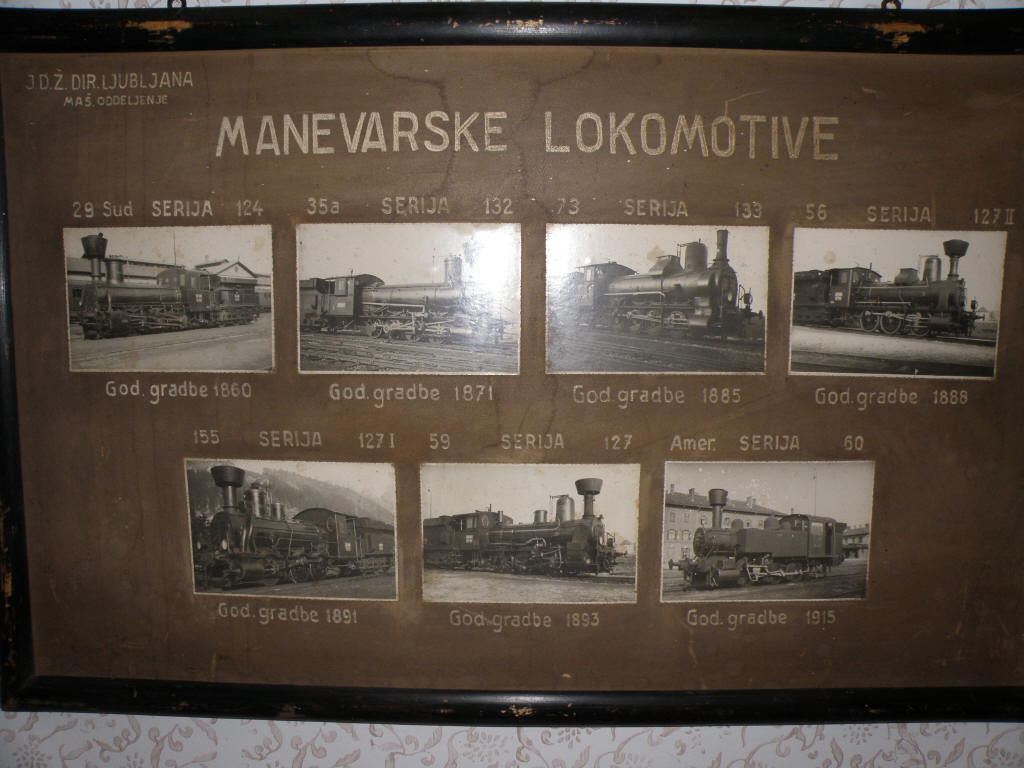 J.D.Ž. DIR. LJUBLJANA
MAŠ. ODDELJENJE
MANEVARSKE LOKOMOTIVE
29 Sud SERIJA 124
35a SERIJA 132
73 SERIJA 133
56 SERIJA 127 II
God. gradbe 1860
God. gradbe 1871
God. gradbe 1885
God. gradbe 1888
155 SERIJA 127 I
59 SERIJA 127
Amer. SERIJA 60
God. gradbe 1891
God. gradbe 1893
God. gradbe 1915